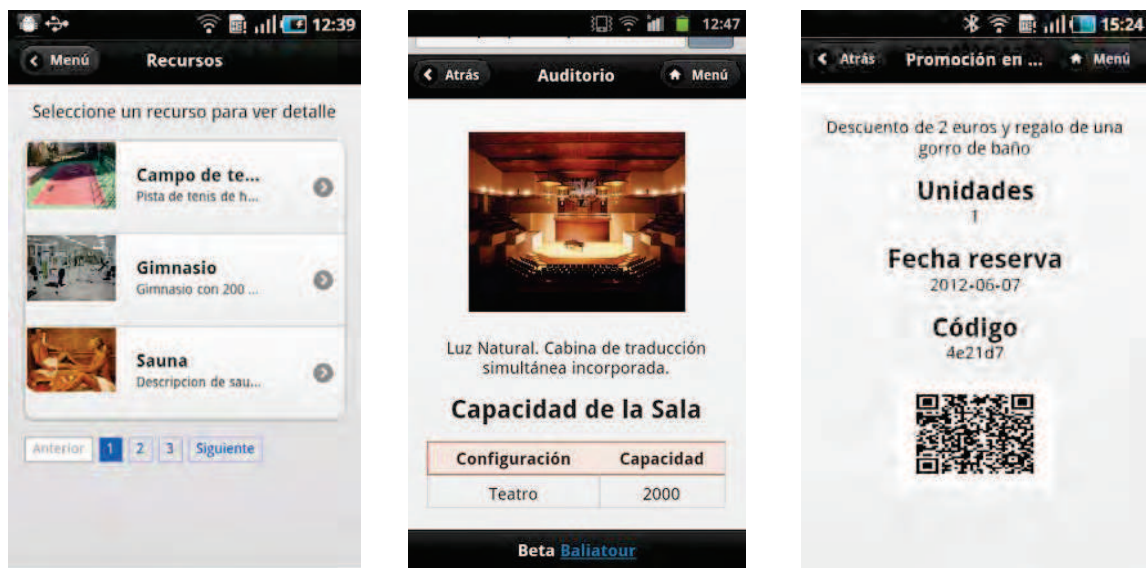 12:39
Menú
Recursos
Seleccione un recurso para ver detalle
Campo de te...
Pista de tenis de h...
Gimnasio
Gimnasio con 200 ...
Sauna
Descripcion de sau...
Anterior 1 2 3 Siguiente
12:47
Atrás Auditorio Menú
Luz Natural. Cabina de traducción
simultánea incorporada.
Capacidad de la Sala
Configuración Capacidad
Teatro 2000
Beta Baliatour
15:24
Atrás Promoción en ... Menú
Descuento de 2 euros y regalo de una
gorro de baño
Unidades
1
Fecha reserva
2012-06-07
Código
4e21d7